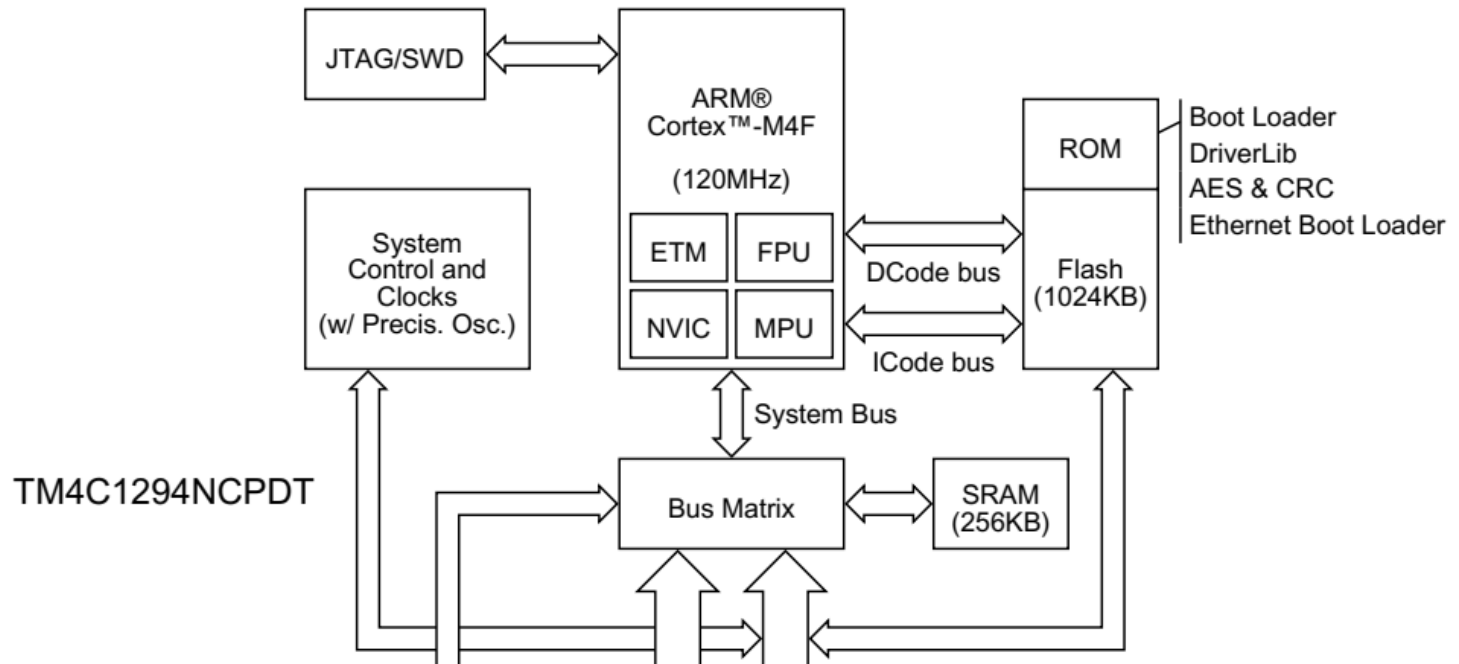 JTAG/SWD
ARM®
Cortex™-M4F
(120MHz)
ETM
FPU
NVIC
MPU
ROM
Boot Loader
DriverLib
AES & CRC
Ethernet Boot Loader
Flash
(1024KB)
DCode bus
ICode bus
System
Control and
Clocks
(w/ Precis. Osc.)
System Bus
TM4C1294NCPDT
Bus Matrix
SRAM
(256KB)